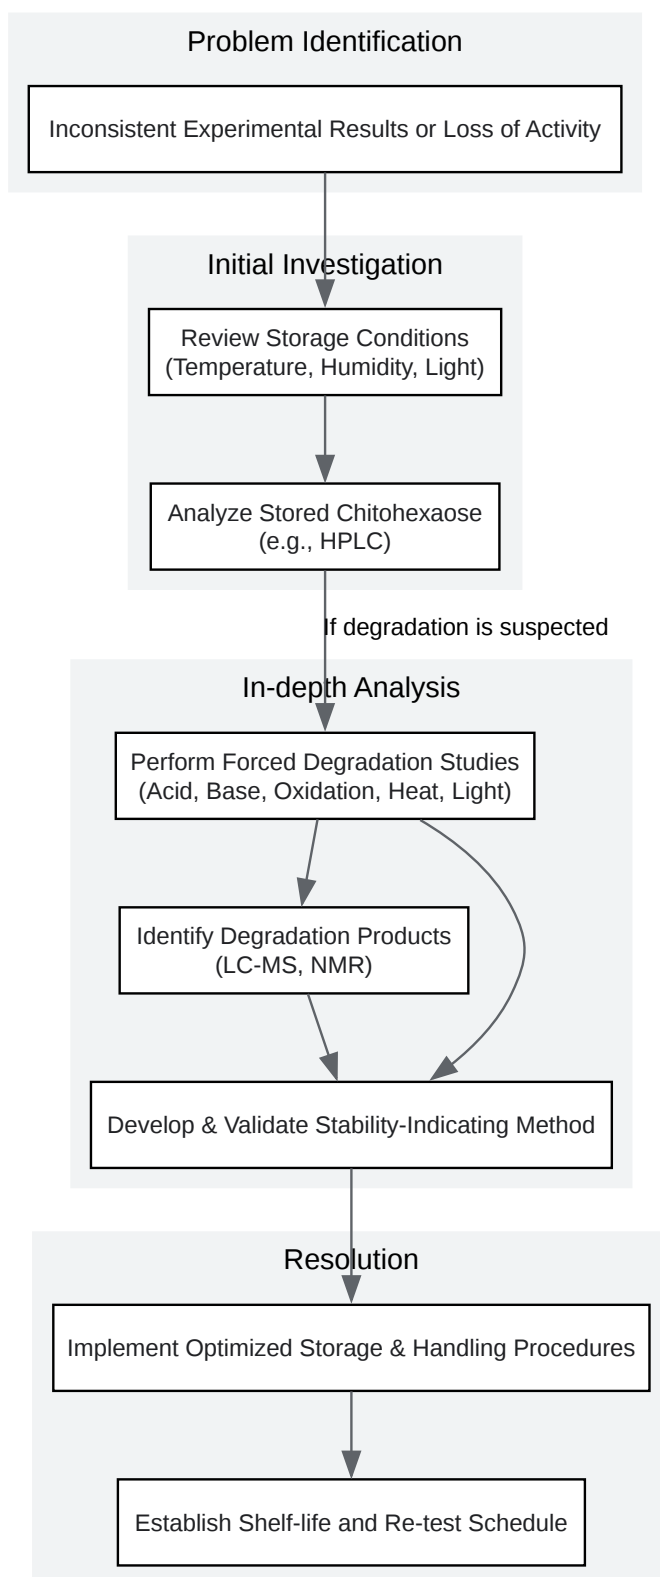 Problem Identification
Inconsistent Experimental Results or Loss of Activity
Initial Investigation
Review Storage Conditions
(Temperature, Humidity, Light)
Analyze Stored Chitohexaose
(e.g., HPLC)
If degradation is suspected
In-depth Analysis
Perform Forced Degradation Studies
(Acid, Base, Oxidation, Heat, Light)
Identify Degradation Products
(LC-MS, NMR)
Develop & Validate Stability-Indicating Method
Resolution
Implement Optimized Storage & Handling Procedures
Establish Shelf-life and Re-test Schedule